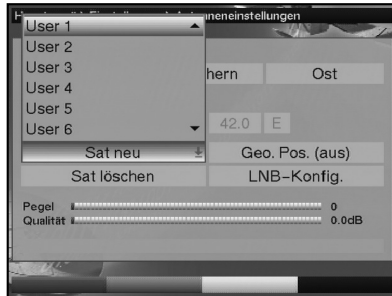 User 1
User 2
User 3
hern
Ost
User 4
User 5
User 6
42.0 E
Sat neu
Geo. Pos. (aus)
Sat löschen
LNB-Konfig.
Pegel 0
Qualität 0.0dB